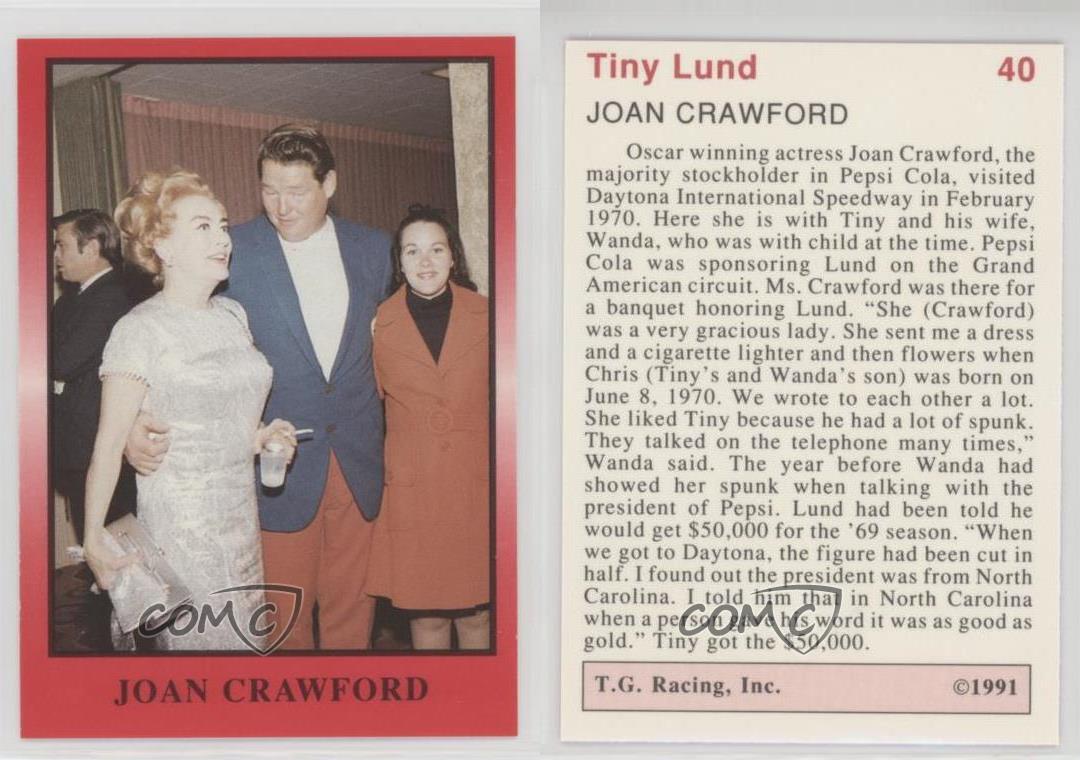 JOAN CRAWFORD
COMC
Tiny Lund 40
JOAN CRAWFORD
Oscar winning actress Joan Crawford, the
majority stockholder in Pepsi Cola, visited
Daytona International Speedway in February
1970. Here she is with Tiny and his wife,
Wanda, who was with child at the time. Pepsi
Cola was sponsoring Lund on the Grand
American circuit. Ms. Crawford was there for
a banquet honoring Lund. “She (Crawford)
was a very gracious lady. She sent me a dress
and a cigarette lighter and then flowers when
Chris (Tiny’s and Wanda’s son) was born on
June 8, 1970. We wrote to each other a lot.
She liked Tiny because he had a lot of spunk.
They talked on the telephone many times,”
Wanda said. The year before Wanda had
showed her spunk when talking with the
president of Pepsi. Lund had been told he
would get $50,000 for the ’69 season. “When
we got to Daytona, the figure had been cut in
half. I found out the president was from North
Carolina. I told him that in North Carolina
when a person gave his word it was as good as
gold.” Tiny got the $50,000.
COMC
T.G. Racing, Inc. ©1991